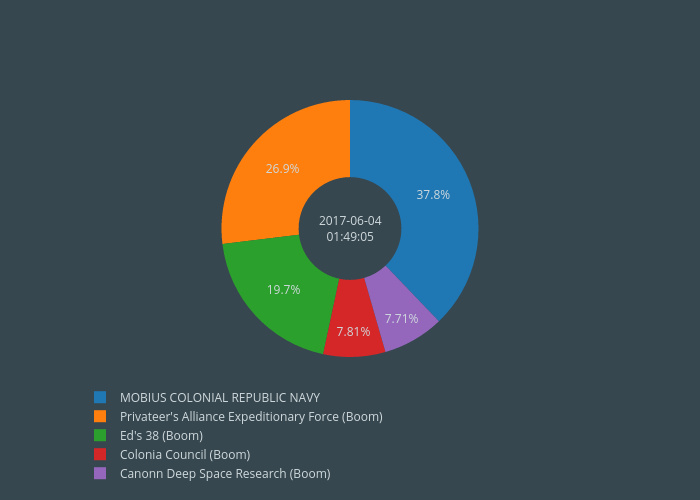 26.9%
37.8%
2017-06-04
01:49:05
19.7%
7.81%
7.71%
MOBIUS COLONIAL REPUBLIC NAVY
Privateer's Alliance Expeditionary Force (Boom)
Ed's 38 (Boom)
Colonia Council (Boom)
Canonn Deep Space Research (Boom)